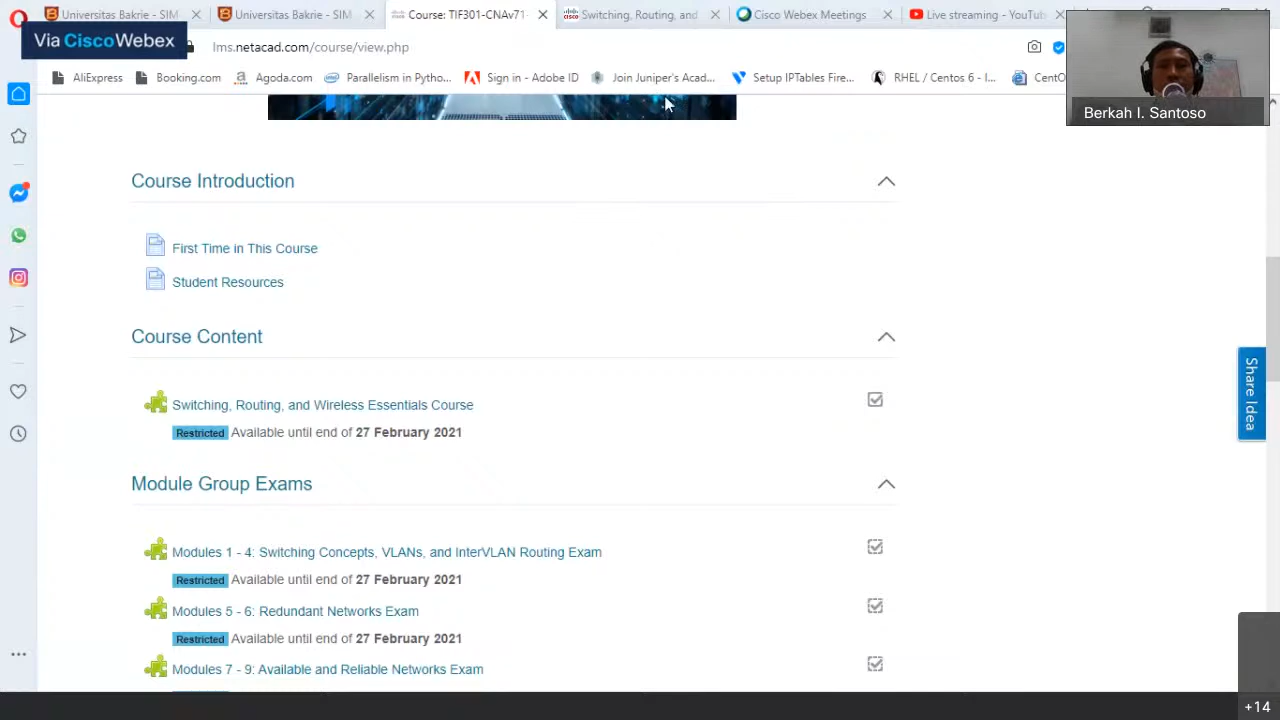 Universitas Bakrie - SIM
Universitas Bakrie - SIM
Course: TIF301-CNAv71-
Switching, Routing, and
Cisco Webex Meetings
Live streaming - YouTub
Via CiscoWebex
lms.netacad.com/course/view.php
AliExpress
Booking.com
Agoda.com
Parallelism in Pytho...
Sign in - Adobe ID
Join Juniper's Acad...
Setup IPTables Fire...
RHEL / Centos 6 - I...
CentO
Berkah I. Santoso
Course Introduction
First Time in This Course
Student Resources
Course Content
Switching, Routing, and Wireless Essentials Course
Restricted Available until end of 27 February 2021
Share Idea
Module Group Exams
Modules 1 - 4: Switching Concepts, VLANs, and InterVLAN Routing Exam
Restricted Available until end of 27 February 2021
Modules 5 - 6: Redundant Networks Exam
Restricted Available until end of 27 February 2021
Modules 7 - 9: Available and Reliable Networks Exam
+14